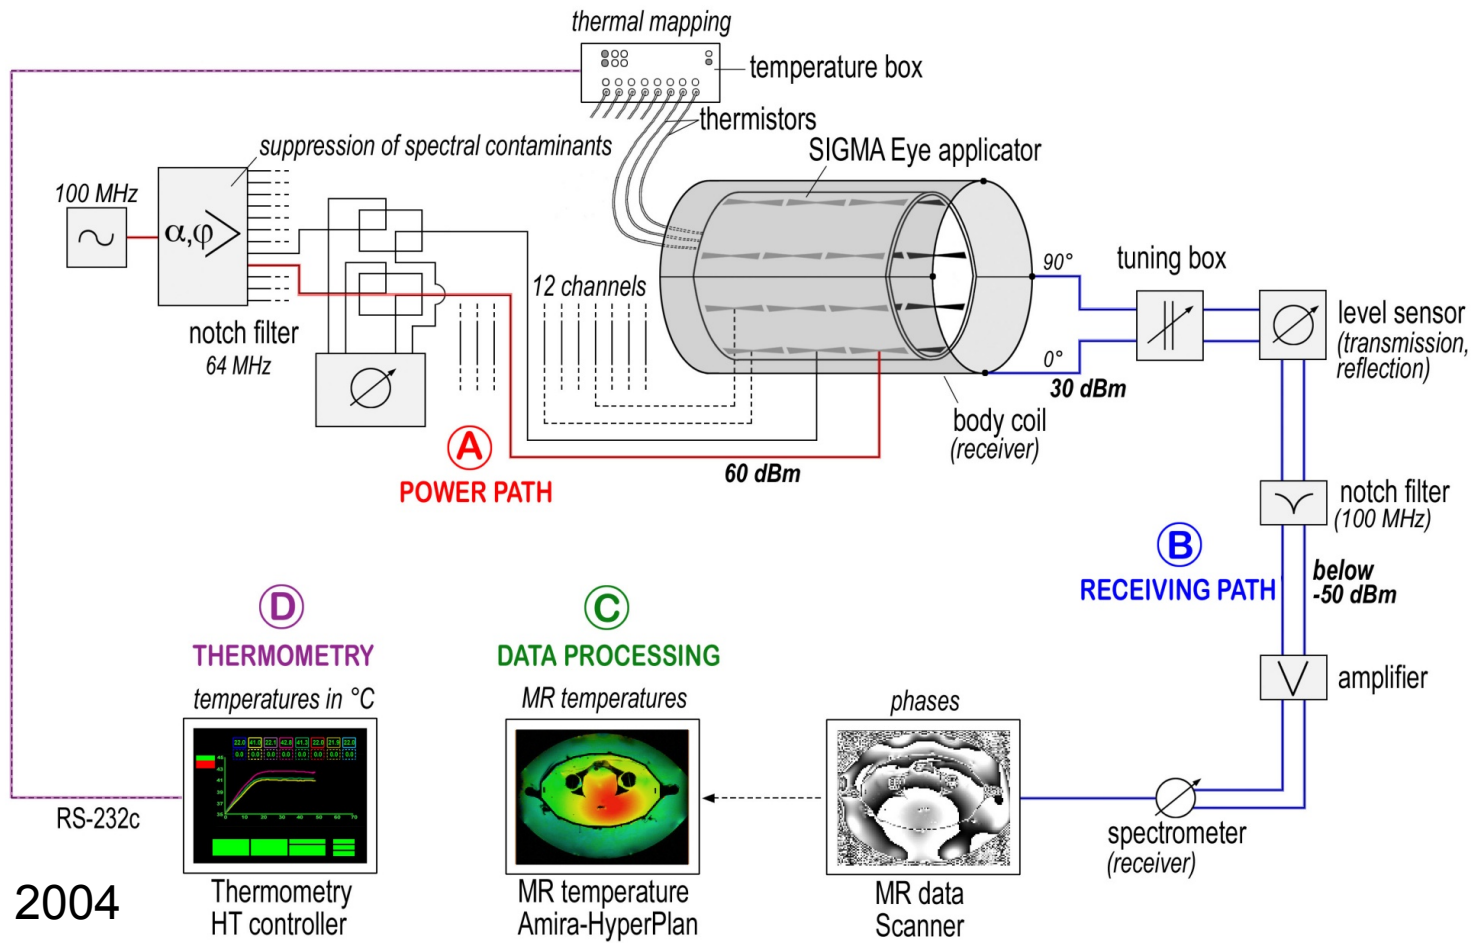 thermal mapping
temperature box
thermistors
SIGMA Eye applicator
suppression of spectral contaminants
100 MHz
α,φ
notch filter
64 MHz
12 channels
90°
0°
30 dBm
tuning box
level sensor
(transmission,
reflection)
body coil
(receiver)
60 dBm
A
POWER PATH
notch filter
(100 MHz)
B
RECEIVING PATH
below
-50 dBm
amplifier
D
THERMOMETRY
temperatures in °C
C
DATA PROCESSING
MR temperatures
phases
RS-232c
spectrometer
(receiver)
Thermometry
HT controller
MR temperature
Amira-HyperPlan
MR data
Scanner
2004